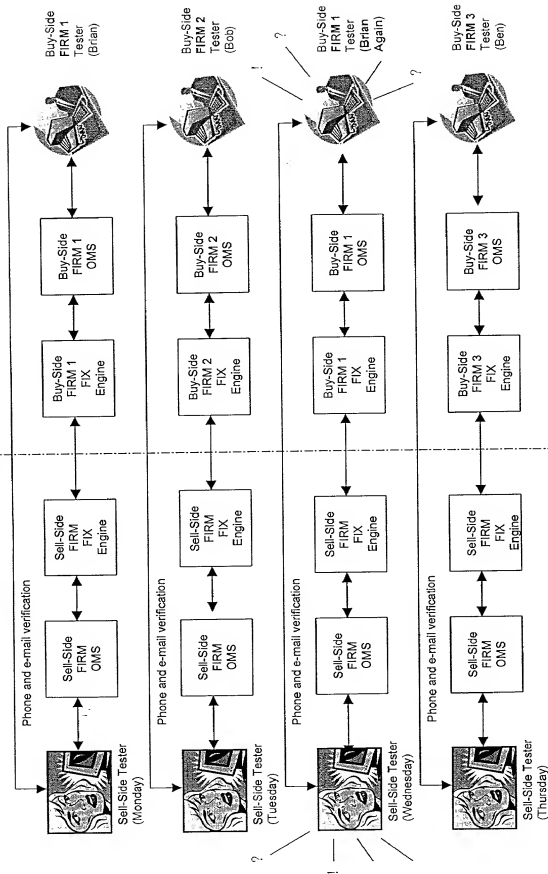 Phone and e-mail verification
Sell-Side Tester
(Monday)
Sell-Side
FIRM
OMS
Sell-Side
FIRM
FIX
Engine
Buy-Side
FIRM 1
FIX
Engine
Buy-Side
FIRM 1
OMS
Buy-Side
FIRM 1
Tester
(Brian)
Phone and e-mail verification
Sell-Side Tester
(Tuesday)
Sell-Side
FIRM
OMS
Sell-Side
FIRM
FIX
Engine
Buy-Side
FIRM 2
FIX
Engine
Buy-Side
FIRM 2
OMS
Buy-Side
FIRM 2
Tester
(Bob)
Phone and e-mail verification
?
!
Sell-Side Tester
(Wednesday)
Sell-Side
FIRM
OMS
Sell-Side
FIRM
FIX
Engine
Buy-Side
FIRM 1
FIX
Engine
Buy-Side
FIRM 1
OMS
!
?
?
Buy-Side
FIRM 1
Tester
(Brian
Again)
Phone and e-mail verification
Sell-Side Tester
(Thursday)
Sell-Side
FIRM
OMS
Sell-Side
FIRM
FIX
Engine
Buy-Side
FIRM 3
FIX
Engine
Buy-Side
FIRM 3
OMS
Buy-Side
FIRM 3
Tester
(Ben)